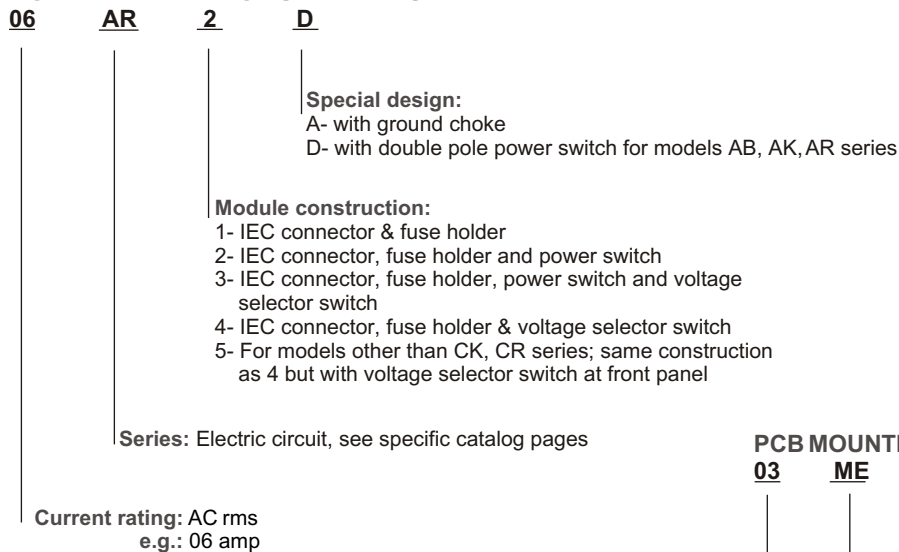 06 AR 2 D
Special design:
A- with ground choke
D- with double pole power switch for models AB, AK, AR series
Module construction:
1- IEC connector & fuse holder
2- IEC connector, fuse holder and power switch
3- IEC connector, fuse holder, power switch and voltage
selector switch
4- IEC connector, fuse holder & voltage selector switch
5- For models other than CK, CR series; same construction
as 4 but with voltage selector switch at front panel
Series: Electric circuit, see specific catalog pages
Current rating: AC rms
e.g.: 06 amp
PCB
03 ME